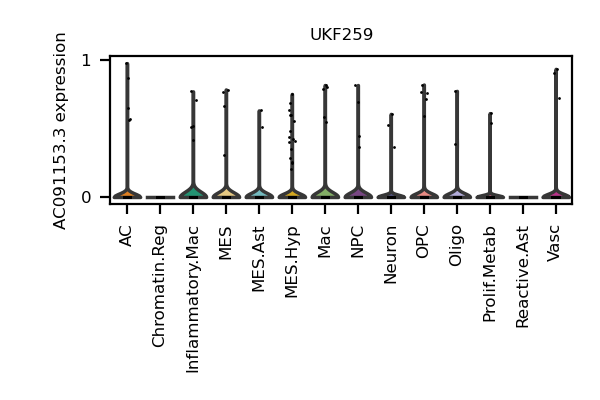 UKF259
AC091153.3 expression
1
0
AC
Chromatin.Reg
Inflammatory.Mac
MES
MES.Ast
MES.Hyp
Mac
NPC
Neuron
OPC
Oligo
Prolif.Metab
Reactive.Ast
Vasc